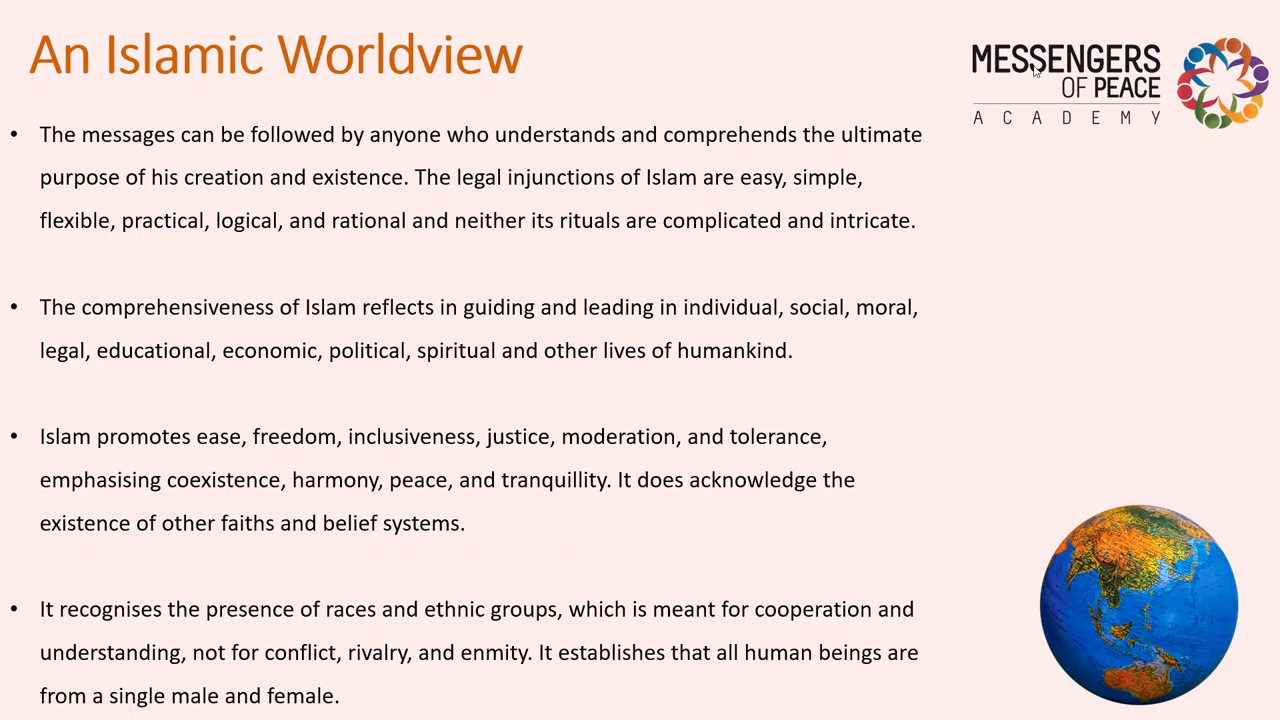 An Islamic Worldview
MESSENGERS
OF PEACE
ACADEMY
• The messages can be followed by anyone who understands and comprehends the ultimate
purpose of his creation and existence. The legal injunctions of Islam are easy, simple,
flexible, practical, logical, and rational and neither its rituals are complicated and intricate.
• The comprehensiveness of Islam reflects in guiding and leading in individual, social, moral,
legal, educational, economic, political, spiritual and other lives of humankind.
• Islam promotes ease, freedom, inclusiveness, justice, moderation, and tolerance,
emphasising coexistence, harmony, peace, and tranquillity. It does acknowledge the
existence of other faiths and belief systems.
• It recognises the presence of races and ethnic groups, which is meant for cooperation and
understanding, not for conflict, rivalry, and enmity. It establishes that all human beings are
from a single male and female.